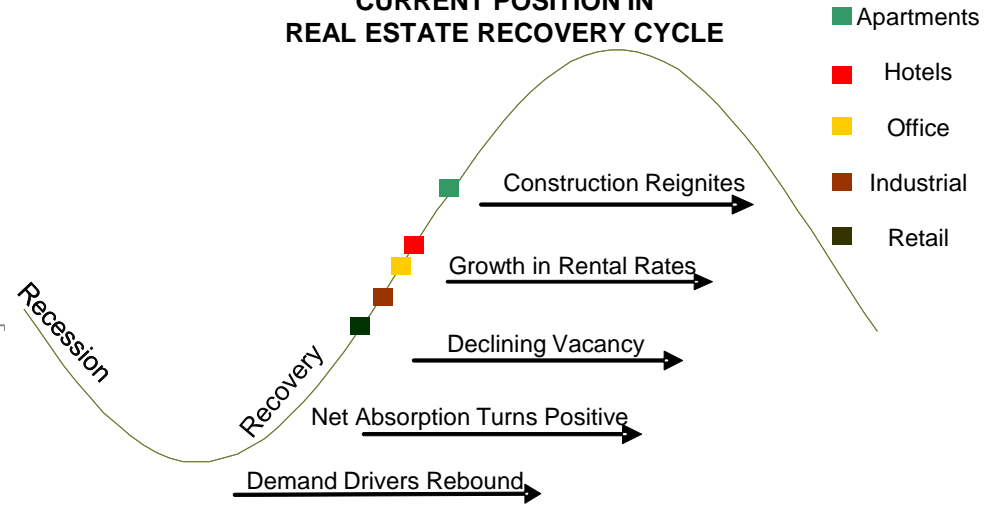 CURRENT POSITION IN
REAL ESTATE RECOVERY CYCLE
Apartments
Hotels
Office
Industrial
Retail
Construction Reignites
Growth in Rental Rates
Declining Vacancy
Net Absorption Turns Positive
Demand Drivers Rebound
Recession
Recovery